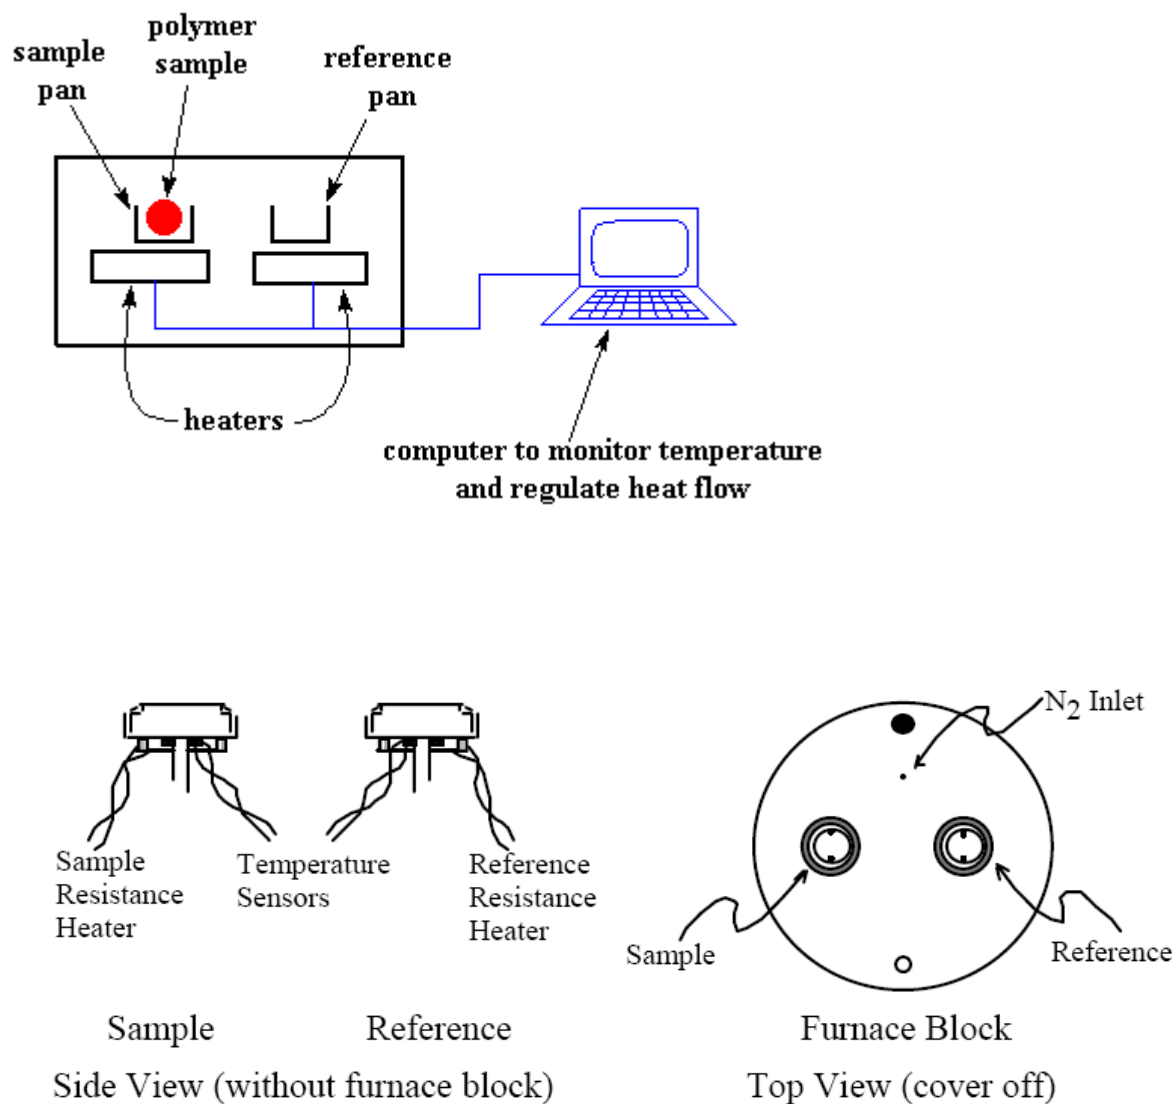 polymer
sample
sample
pan
reference
pan
heaters
computer to monitor temperature
and regulate heat flow
N2 Inlet
Sample
Resistance
Heater
Temperature
Sensors
Reference
Resistance
Heater
Sample
Reference
Sample
Reference
Furnace Block
Side View (without furnace block)
Top View (cover off)